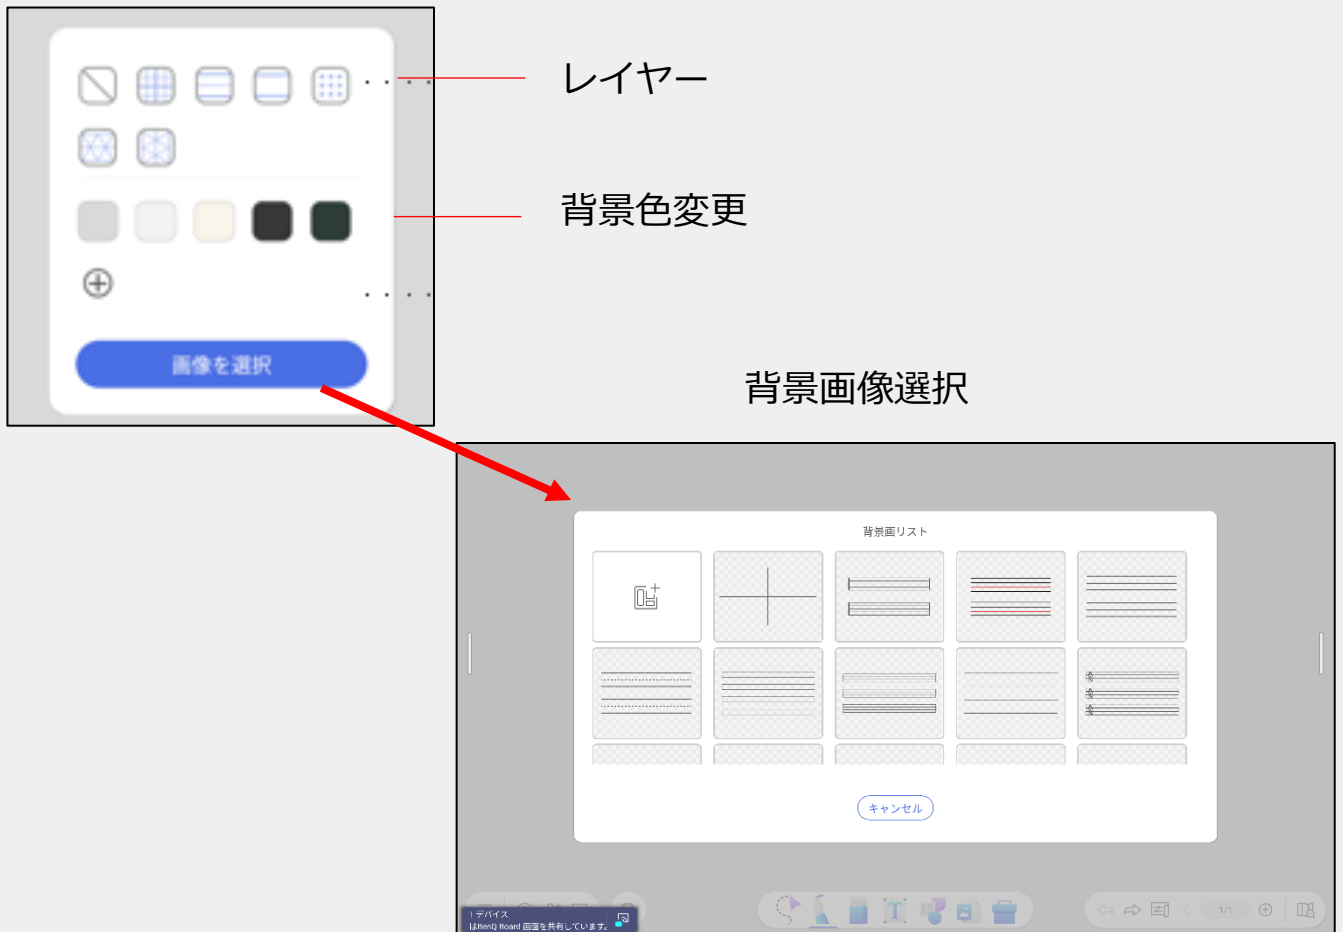 レイヤー
背景色変更
画像を選択
背景画像選択
背景画リスト
キャンセル
1 デバイス
はBenQ Board 画面を共有しています。
1/1